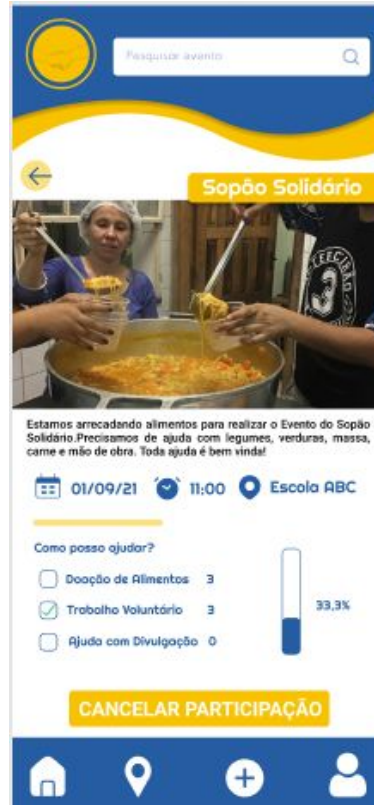 Pesquisar evento
Sopão Solidário
Estamos arrecadando alimentos para realizar o Evento do Sopão
Solidário.Precisamos de ajuda com legumes, verduras, massa,
carne e mão de obra. Toda ajuda é bem vinda!
01/09/21 11:00 Escola ABC
Como posso ajudar?
Doação de Alimentos 3
Trabalho Voluntário 3
33,3%
Ajuda com Divulgação 0
CANCELAR PARTICIPAÇÃO